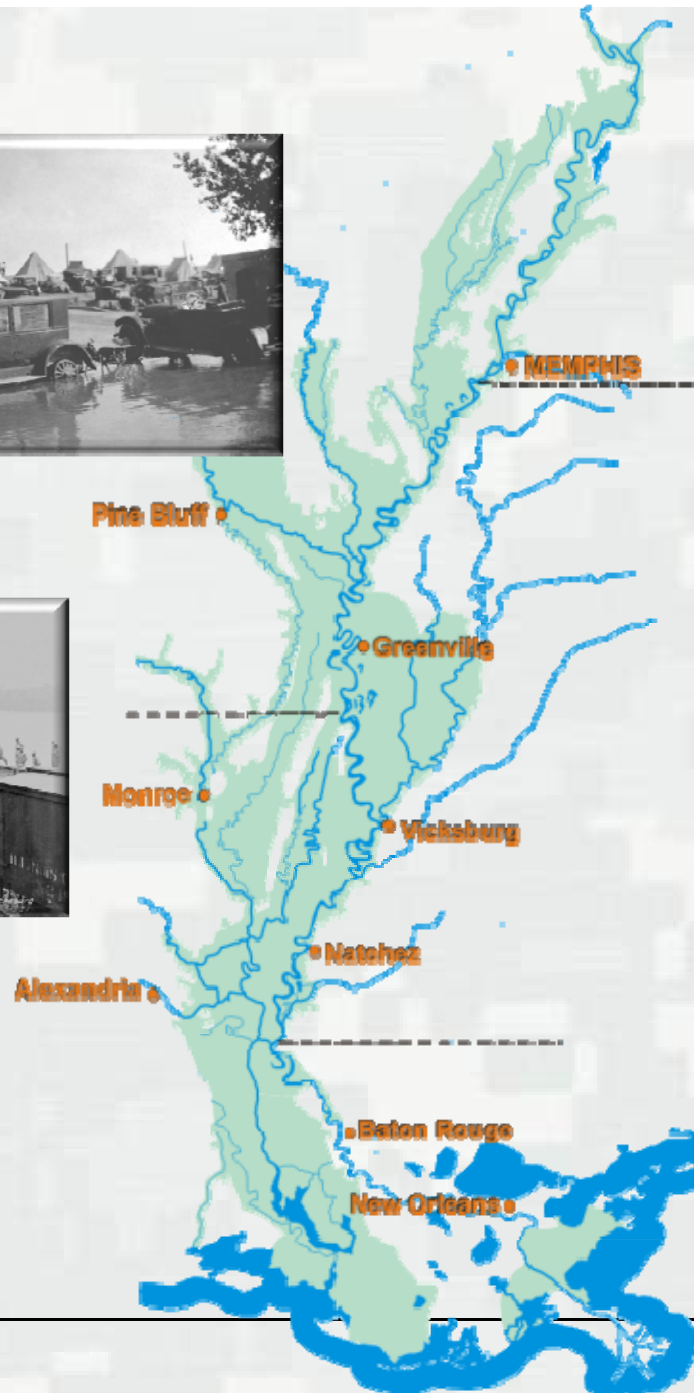 MEMPHIS
Pine Bluff
Greenville
Monroe
Vicksburg
Natchez
Alexandria
Baton Rouge
New Orleans